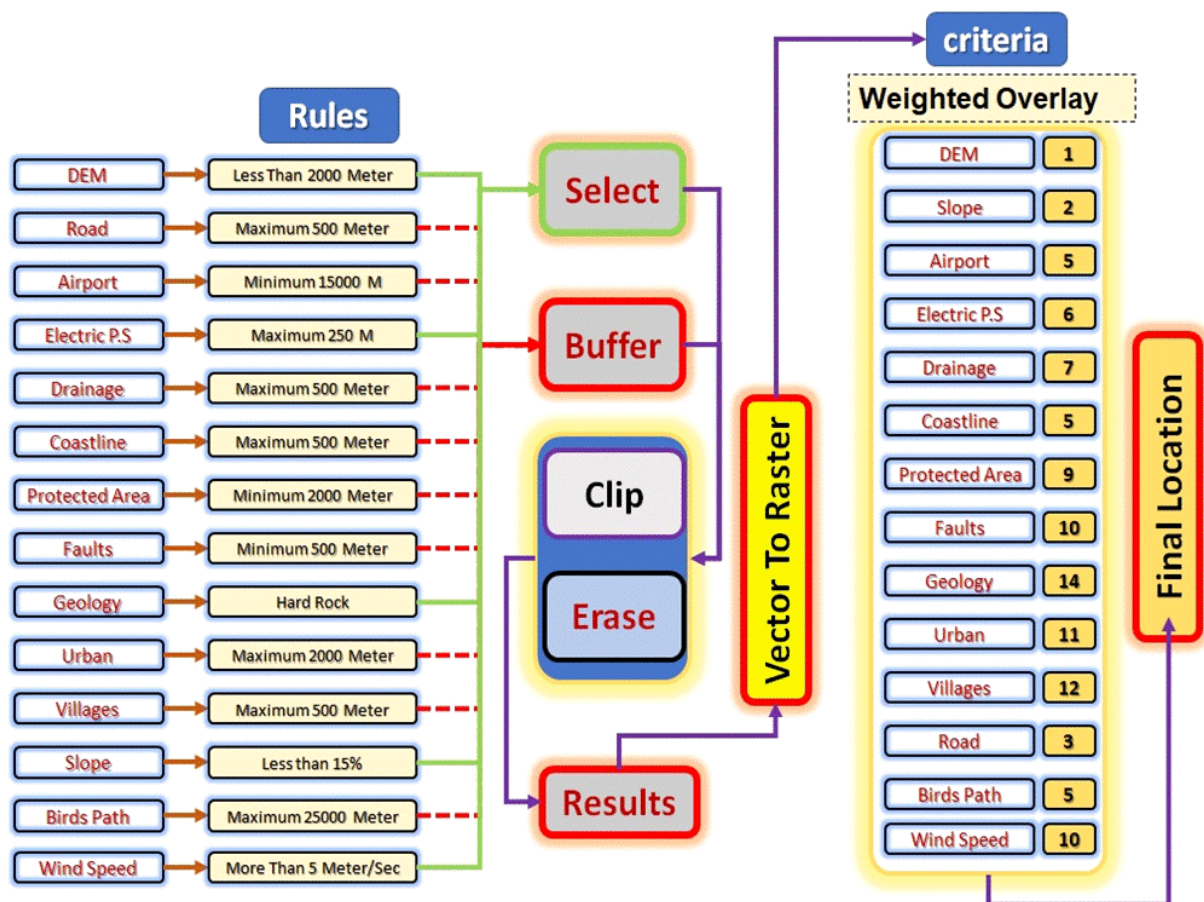 Rules
DEM
Less Than 2000 Meter
Road
Maximum 500 Meter
Airport
Minimum 15000 M
Electric P.S
Maximum 250 M
Drainage
Maximum 500 Meter
Coastline
Maximum 500 Meter
Protected Area
Minimum 2000 Meter
Faults
Minimum 500 Meter
Geology
Hard Rock
Urban
Maximum 2000 Meter
Villages
Maximum 500 Meter
Slope
Less than 15%
Birds Path
Maximum 25000 Meter
Wind Speed
More Than 5 Meter/Sec
Select
Buffer
Clip
Erase
Results
Vector To Raster
criteria
Weighted Overlay
DEM 1
Slope 2
Airport 5
Electric P.S 6
Drainage 7
Coastline 5
Protected Area 9
Faults 10
Geology 14
Urban 11
Villages 12
Road 3
Birds Path 5
Wind Speed 10
Final Location